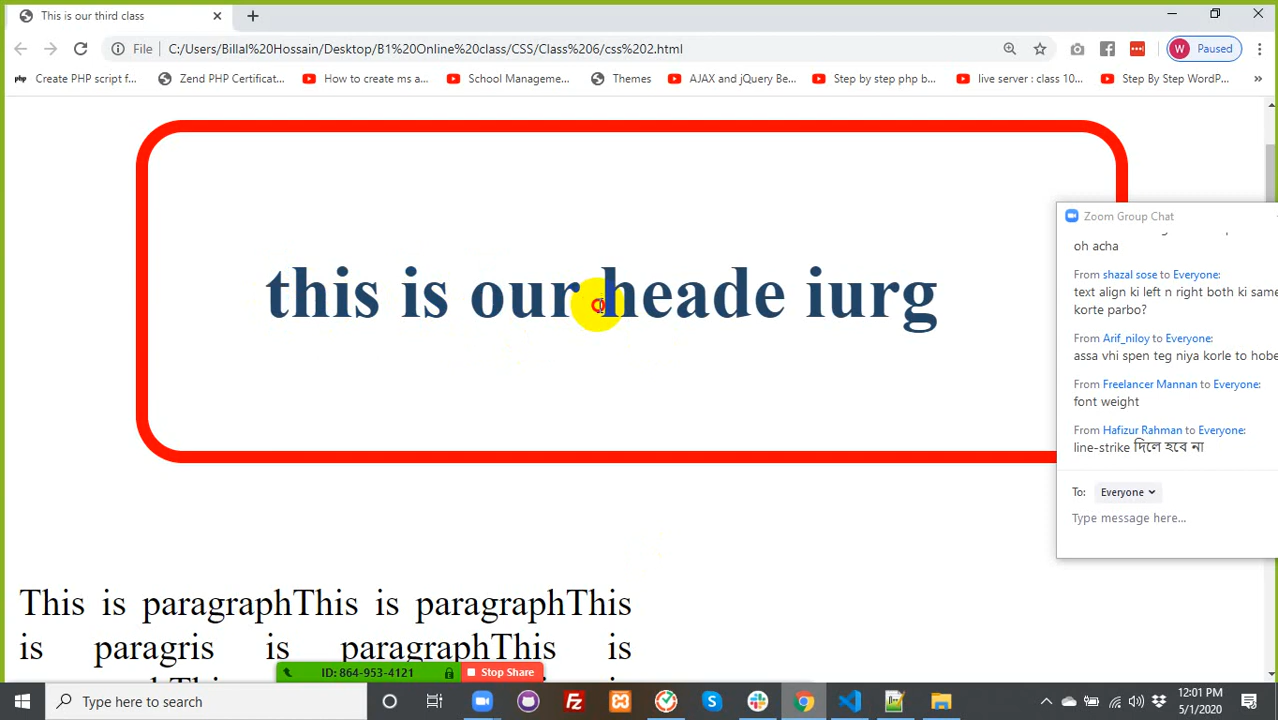 This is our third class
File
C:/Users/Billal%20Hossain/Desktop/B1%20Online%20class/CSS/Class%206/css%202.html
W Paused
php Create PHP script f...
Zend PHP Certificat...
How to create ms a...
School Manageme...
Themes
AJAX and jQuery Be...
Step by step php b...
live server : class 10...
Step By Step WordP...
this is our heade iurg
Zoom Group Chat
oh acha
From shazal sose to Everyone:
text align ki left n right both ki same
korte parbo?
From Arif_niloy to Everyone:
assa vhi spen teg niya korle to hobe
From Freelancer Mannan to Everyone:
font weight
From Hafizur Rahman to Everyone:
line-strike দিলে হবে না
To: Everyone
Type message here...
This is paragraphThis is paragraphThis
is paragris is paragraphThis is
ID: 864-953-4121
Stop Share
Type here to search
12:01 PM
5/1/2020